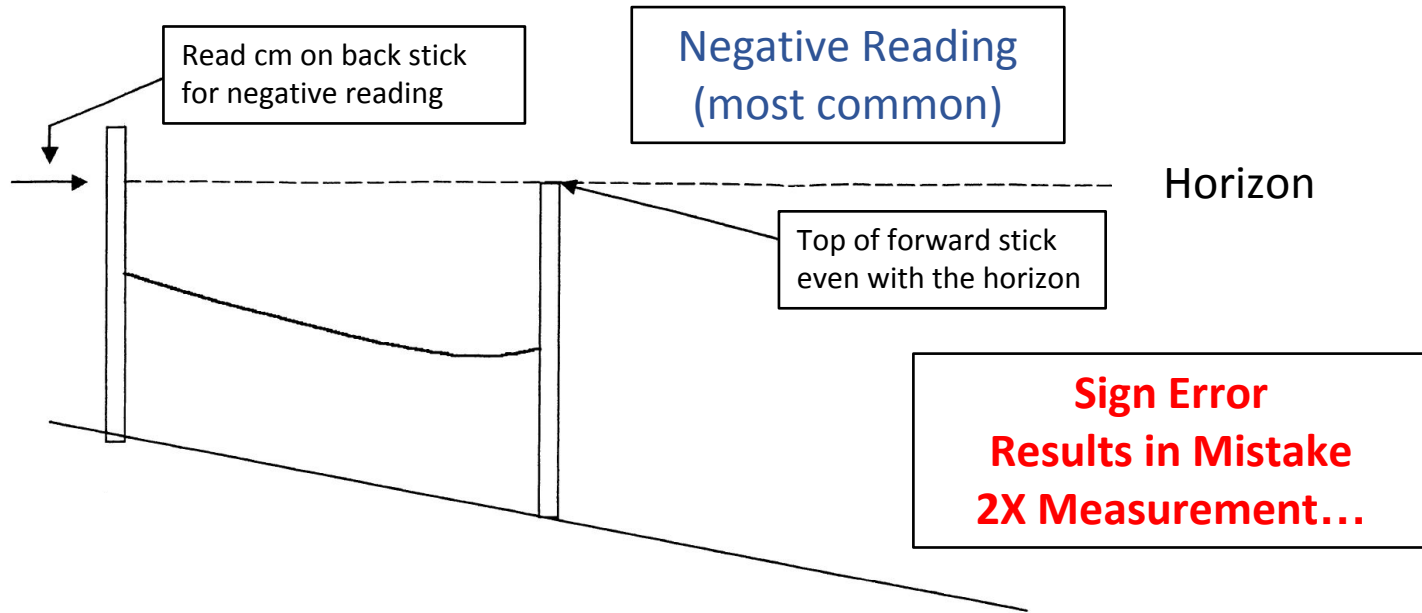 Read cm on back stick
for negative reading
Negative Reading
(most common)
Horizon
Top of forward stick
even with the horizon
Sign Error
Results in Mistake
2X Measurement...